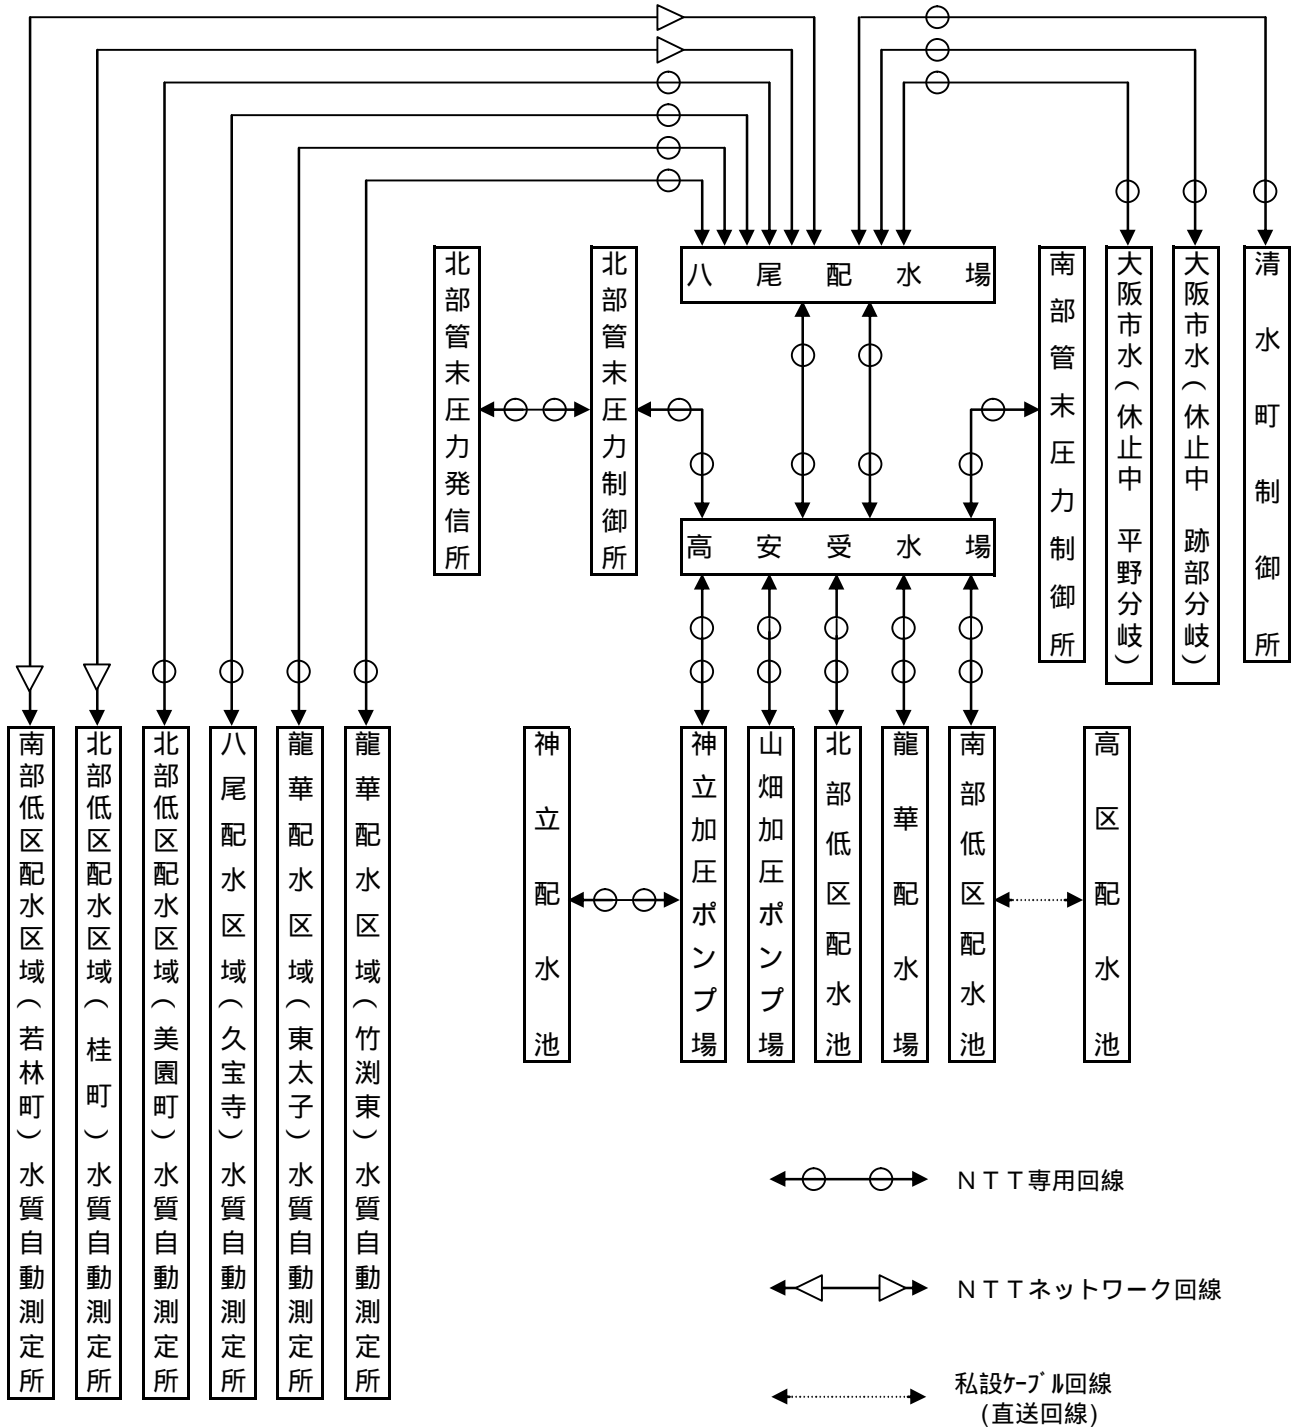 八尾配水場
北部管末圧力発信所
北部管末圧力制御所
南部管末圧力制御所
大阪市水(休止中 平野分岐)
大阪市水(休止中 跡部分岐)
清水町制御所
高安受水場
南部低区配水区域(若林町)水質自動測定所
北部低区配水区域(桂町)水質自動測定所
北部低区配水区域(美園町)水質自動測定所
八尾配水区域(久宝寺)水質自動測定所
龍華配水区域(東太子)水質自動測定所
龍華配水区域(竹渕東)水質自動測定所
神立配水池
神立加圧ポンプ場
山畑加圧ポンプ場
北部低区配水池
龍華配水場
南部低区配水池
高区配水池
NTT専用回線
NTTネットワーク回線
私設ｹｰﾌﾞﾙ回線
(直送回線)